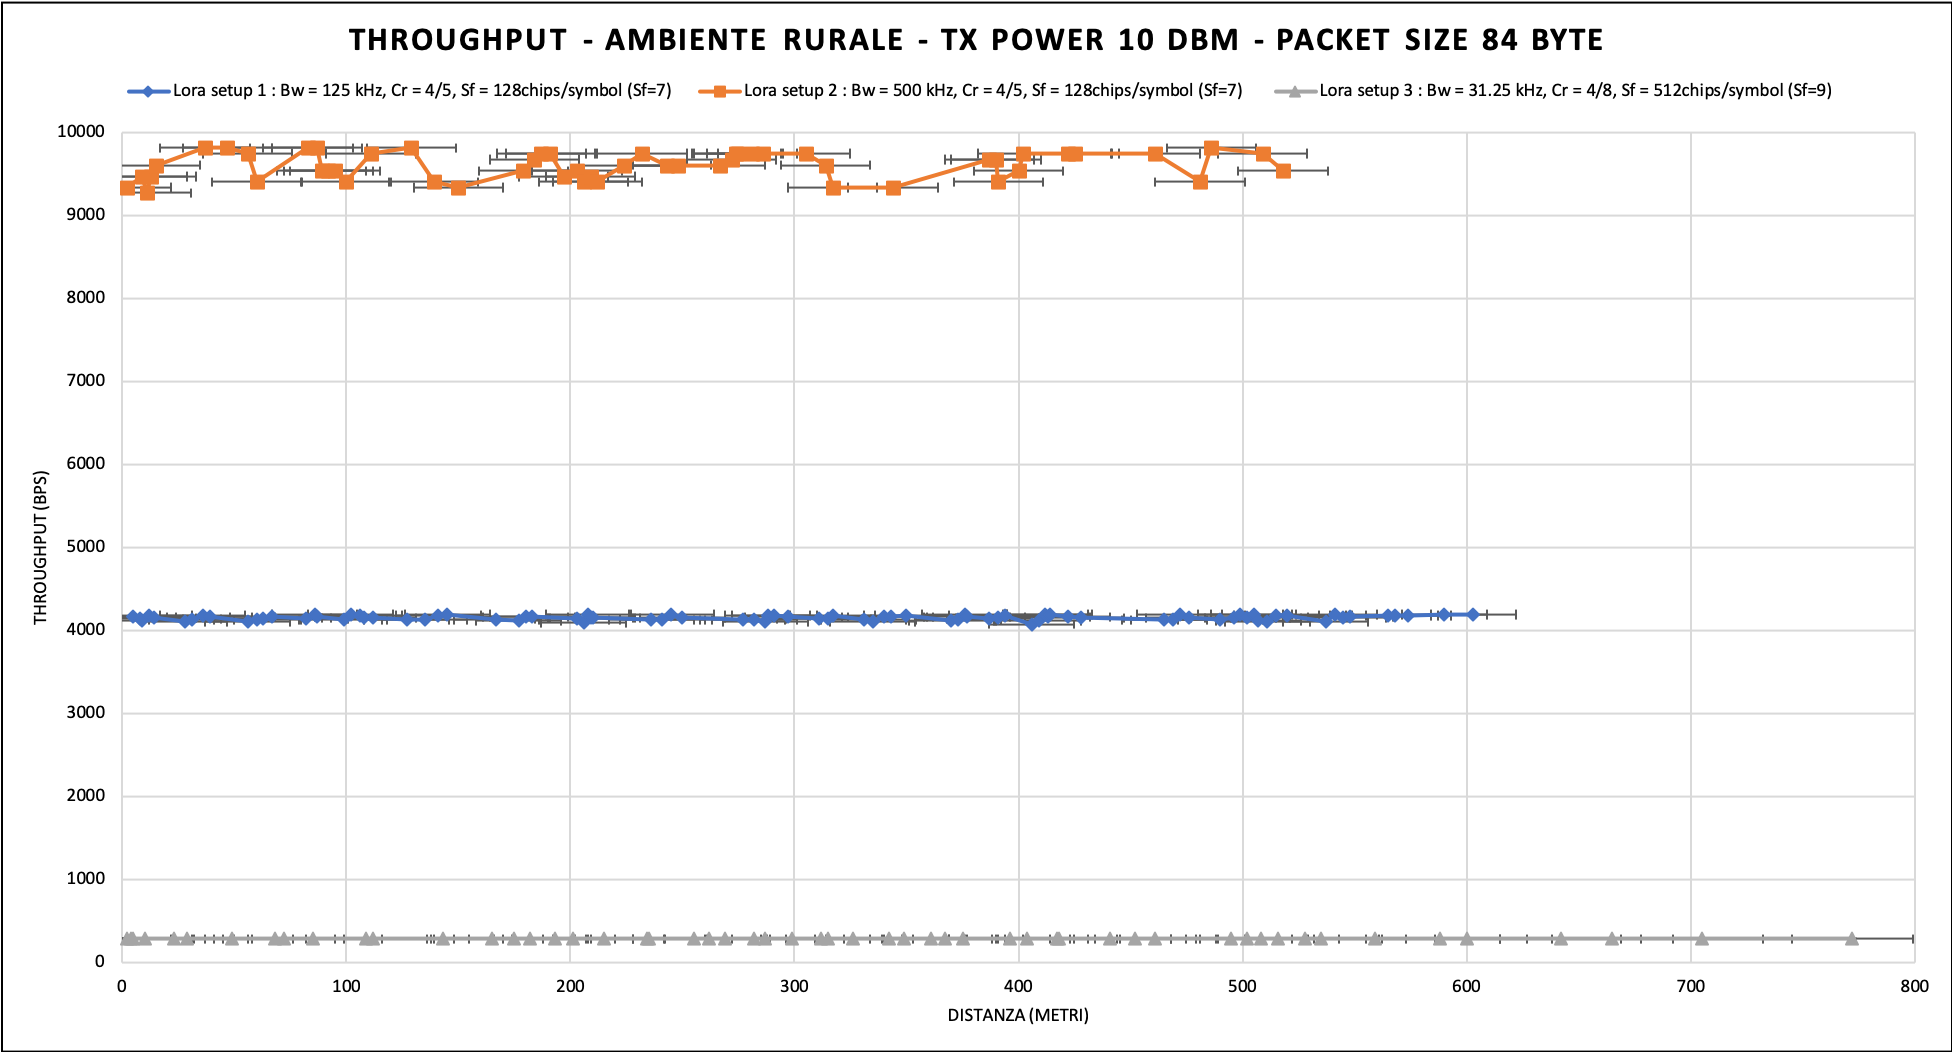 THROUGHPUT - AMBIENTE RURALE - TX POWER 10 DBM - PACKET SIZE 84 BYTE
Lora setup 1 : Bw = 125 kHz, Cr = 4/5, Sf = 128chips/symbol (Sf=7)
Lora setup 2 : Bw = 500 kHz, Cr = 4/5, Sf = 128chips/symbol (Sf=7)
Lora setup 3 : Bw = 31.25 kHz, Cr = 4/8, Sf = 512chips/symbol (Sf=9)
THROUGHPUT (BPS)
10000
9000
8000
7000
6000
5000
4000
3000
2000
1000
0
0 100 200 300 400 500 600 700 800
DISTANZA (METRI)